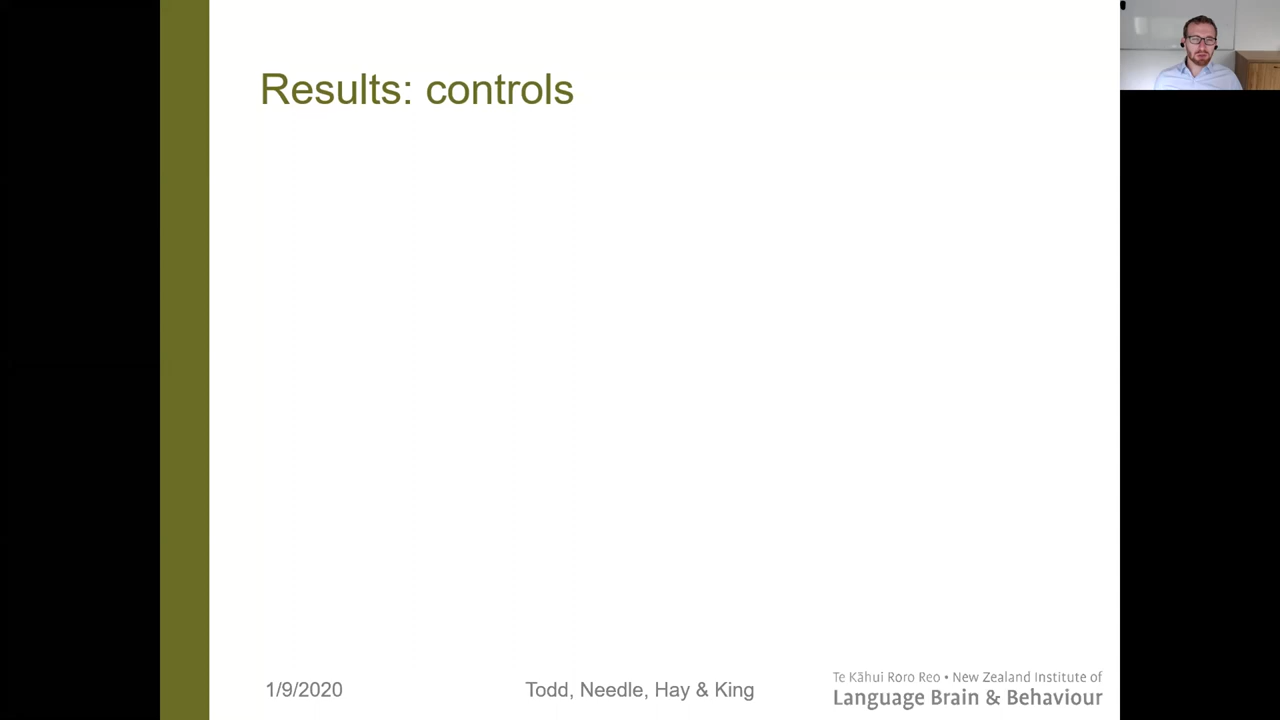 Results: controls
1/9/2020
Todd, Needle, Hay & King
Te Kāhui Roro Reo • New Zealand Institute of
Language Brain & Behaviour